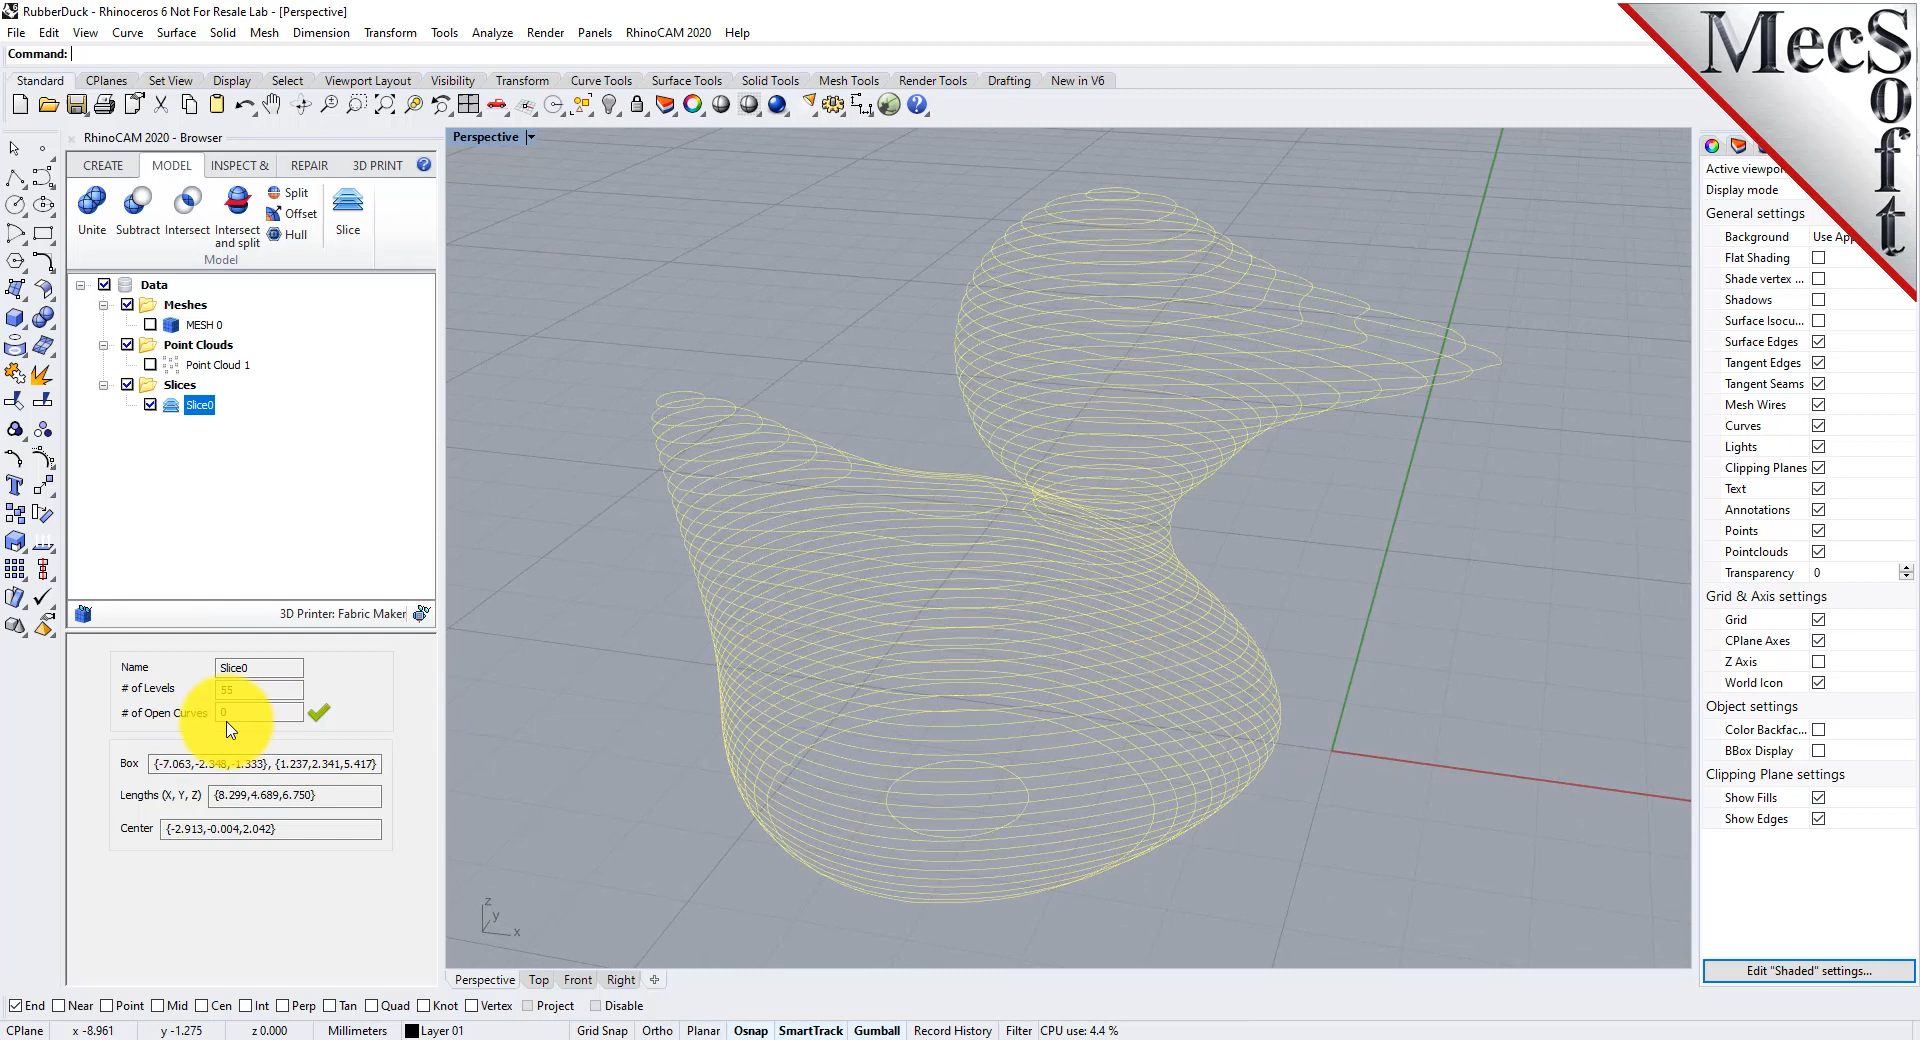 RubberDuck - Rhinoceros 6 Not For Resale Lab - [Perspective]
File Edit View Curve Surface Solid Mesh Dimension Transform Tools Analyze Render Panels RhinoCAM 2020 Help
Command:
Standard CPlanes Set View Display Select Viewport Layout Visibility Transform Curve Tools Surface Tools Solid Tools Mesh Tools Render Tools Drafting New in V6
MecSoft
RhinoCAM 2020 - Browser
CREATE MODEL INSPECT & REPAIR 3D PRINT
Unite Subtract Intersect Intersect and split Split Offset Hull Slice
Model
Data
Meshes
MESH 0
Point Clouds
Point Cloud 1
Slices
Slice0
3D Printer: Fabric Maker
Name Slice0
# of Levels 55
# of Open Curves 0
Box {-7.063,-2.348,-1.333}, {1.237,2.341,5.417}
Lengths (X, Y, Z) {8.299,4.689,6.750}
Center {-2.913,-0.004,2.042}
Perspective
z
y
x
Perspective Top Front Right
Active viewpor
Display mode
General settings
Background Use App
Flat Shading
Shade vertex ...
Shadows
Surface Isocu...
Surface Edges
Tangent Edges
Tangent Seams
Mesh Wires
Curves
Lights
Clipping Planes
Text
Annotations
Points
Pointclouds
Transparency 0
Grid & Axis settings
Grid
CPlane Axes
Z Axis
World Icon
Object settings
Color Backfac...
BBox Display
Clipping Plane settings
Show Fills
Show Edges
Edit "Shaded" settings...
End Near Point Mid Cen Int Perp Tan Quad Knot Vertex Project Disable
CPlane x -8.961 y -1.275 z 0.000 Millimeters Layer 01 Grid Snap Ortho Planar Osnap SmartTrack Gumball Record History Filter CPU use: 4.4 %